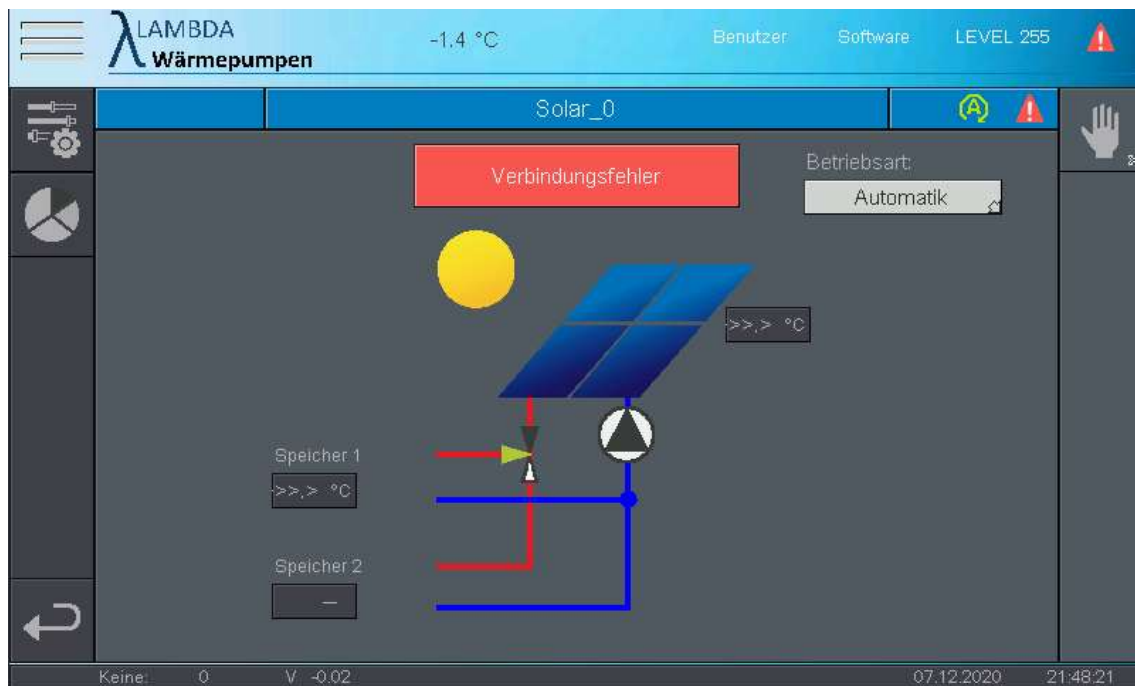 LAMBDA
Wärmepumpen
-1.4 °C
Benutzer
Software
LEVEL 255
Solar_0
Verbindungsfehler
Betriebsart:
Automatik
>>.> °C
Speicher 1
>>.> °C
Speicher 2
—
Keine: 0 V -0.02
07.12.2020 21:48:21